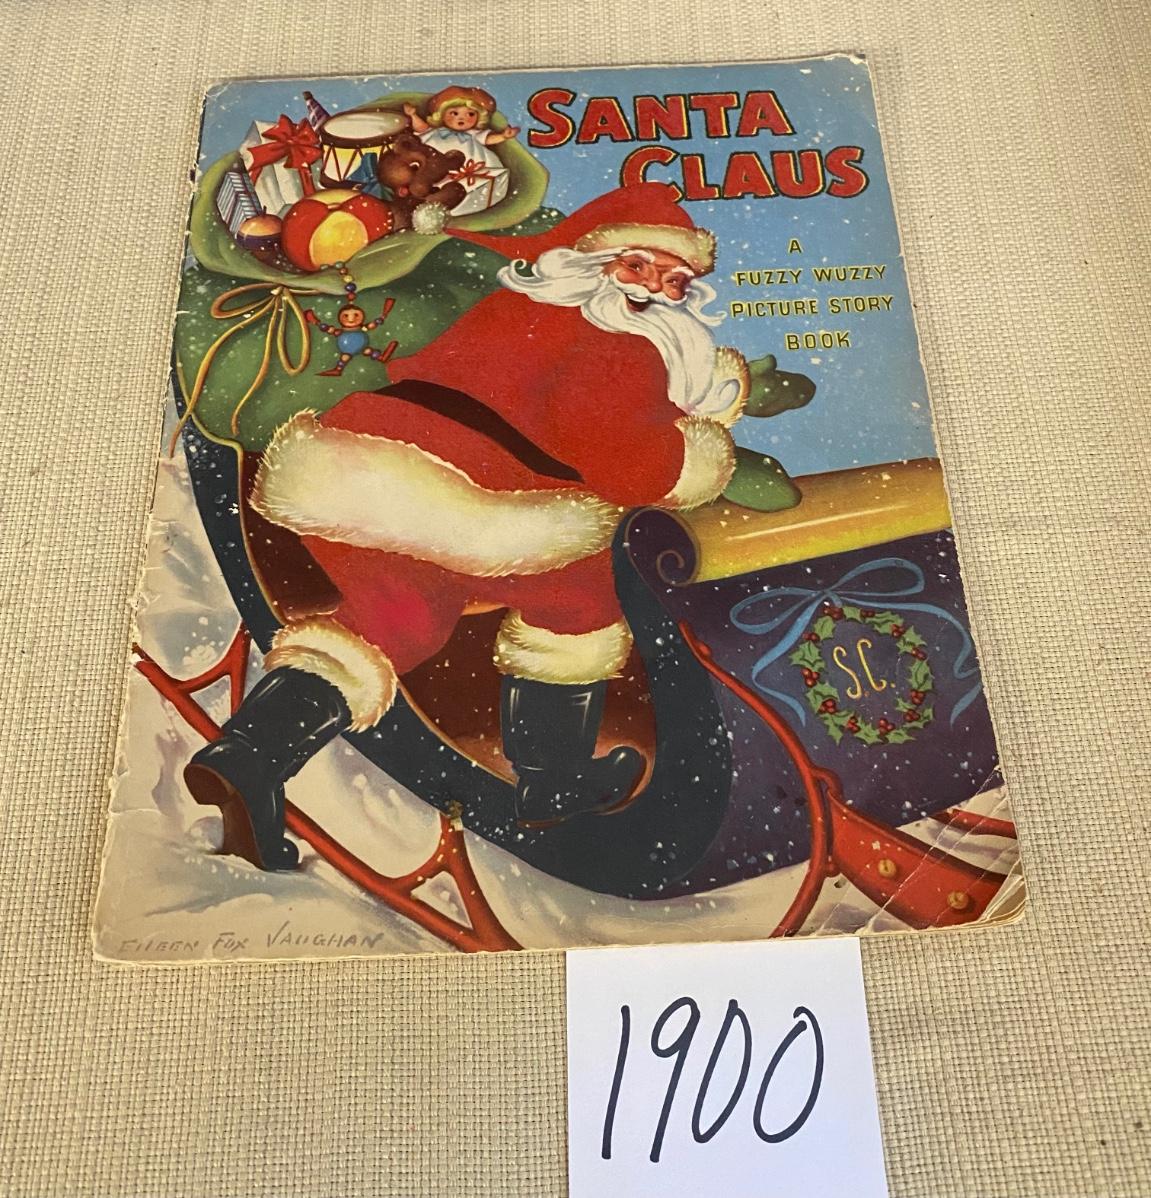 SANTA
CLAUS
A
FUZZY WUZZY
PICTURE STORY
BOOK
S.C.
EILEEN FOX VAUGHAN
1900